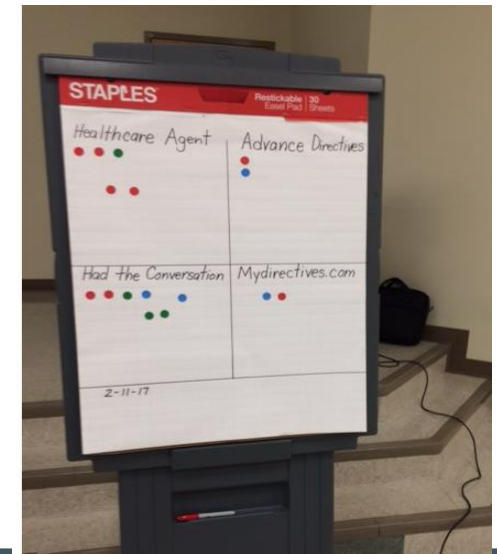 STAPLES
Restickable | 30
Easel Pad | Sheets
Healthcare Agent
Advance Directives
Had the Conversation
Mydirectives.com
2-11-17